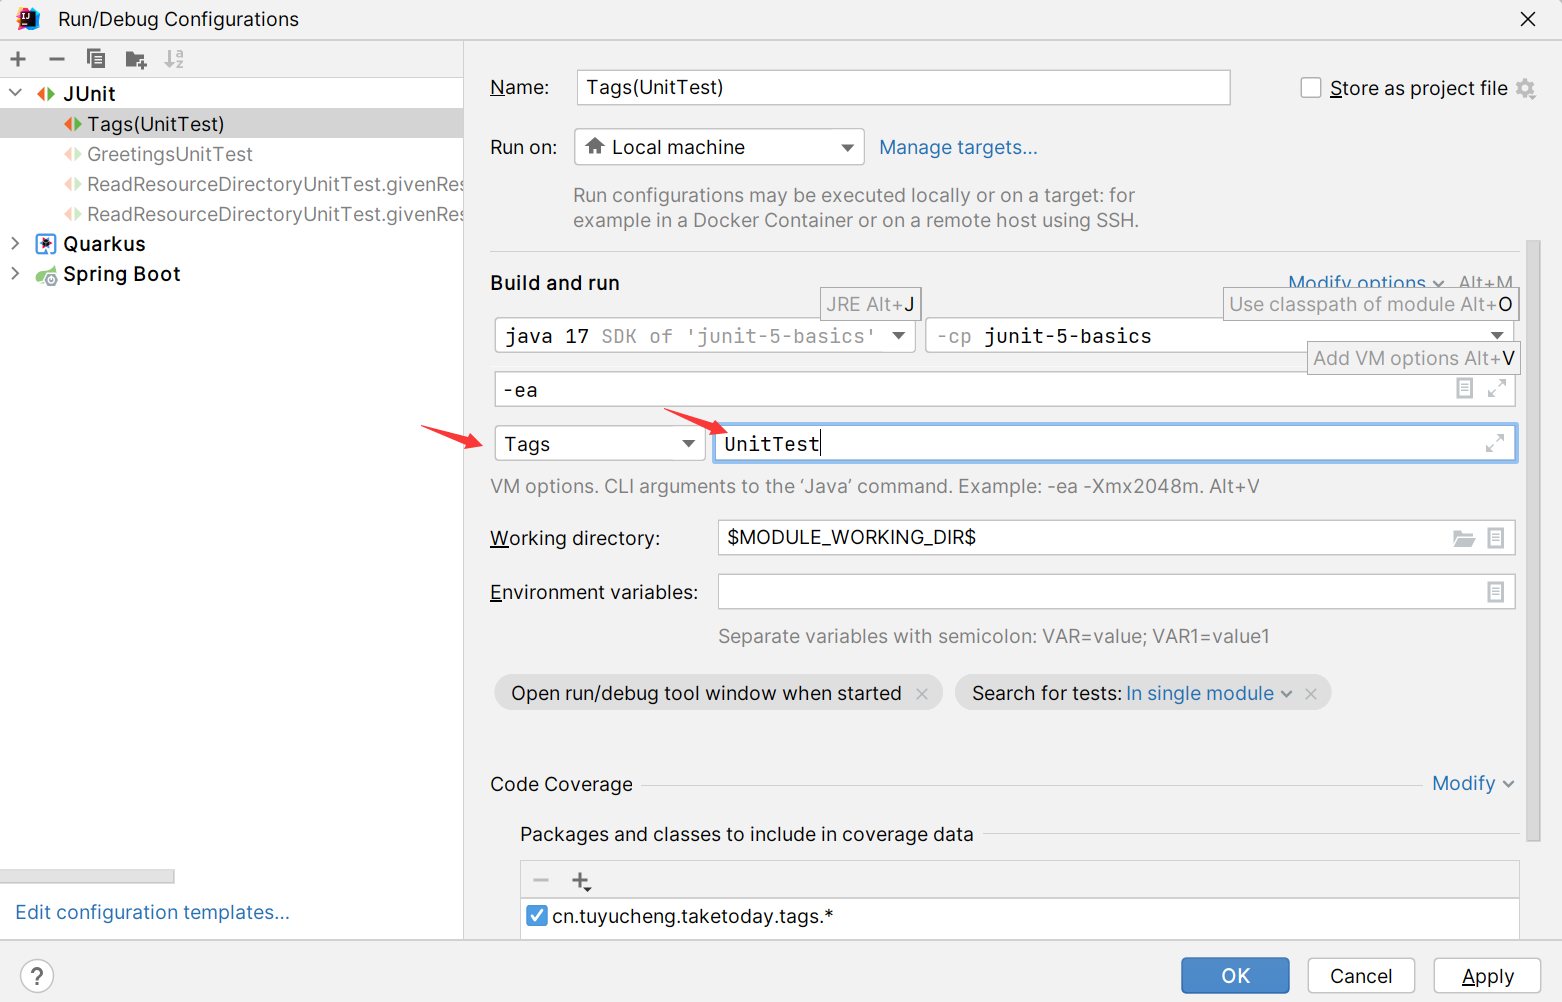 Run/Debug Configurations
JUnit
Tags(UnitTest)
GreetingsUnitTest
ReadResourceDirectoryUnitTest.givenRes
ReadResourceDirectoryUnitTest.givenRes
Quarkus
Spring Boot
Edit configuration templates...
Name: Tags(UnitTest) Store as project file
Run on: Local machine Manage targets...
Run configurations may be executed locally or on a target: for
example in a Docker Container or on a remote host using SSH.
Build and run Modify options Alt+M
JRE Alt+J Use classpath of module Alt+O
java 17 SDK of 'junit-5-basics' -cp junit-5-basics
Add VM options Alt+V
-ea
Tags UnitTest
VM options. CLI arguments to the ‘Java’ command. Example: -ea -Xmx2048m. Alt+V
Working directory: $MODULE_WORKING_DIR$
Environment variables:
Separate variables with semicolon: VAR=value; VAR1=value1
Open run/debug tool window when started × Search for tests: In single module ×
Code Coverage Modify
Packages and classes to include in coverage data
cn.tuyucheng.taketoday.tags.*
? OK Cancel Apply